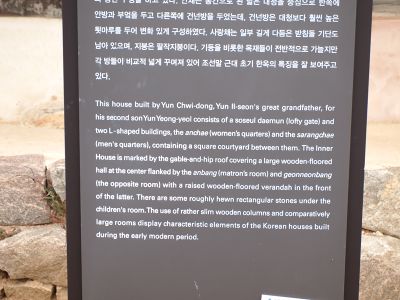 안방과 부엌을 두고 다른쪽에 건넌방을 두었는데, 건넌방은 대청보다 훨씬 높은
툇마루를 두어 변화 있게 구성하였다. 사랑채는 일부 길게 다듬은 받침돌 기단도
남아 있으며, 지붕은 팔작지붕이다. 기둥을 비롯한 목재들이 전반적으로 가늘지만
각 방들이 비교적 넓게 꾸며져 있어 조선말 근대 초기 한옥의 특징을 잘 보여주고
있다.
This house built by Yun Chwi-dong, Yun Il-seon's great grandfather, for
his second son Yun Yeong-yeol consists of a soseul daemun (lofty gate) and
two L-shaped buildings, the anchae (women's quarters) and the sarangchae
(men's quarters), containing a square courtyard between them. The Inner
House is marked by the gable-and-hip roof covering a large wooden-floored
hall at the center flanked by the anbang (matron's room) and geonneonbang
(the opposite room) with a raised wooden-floored verandah in the front
of the latter. There are some roughly hewn rectangular stones under the
children's room.The use of rather slim wooden columns and comparatively
large rooms display characteristic elements of the Korean houses built
during the early modern period.